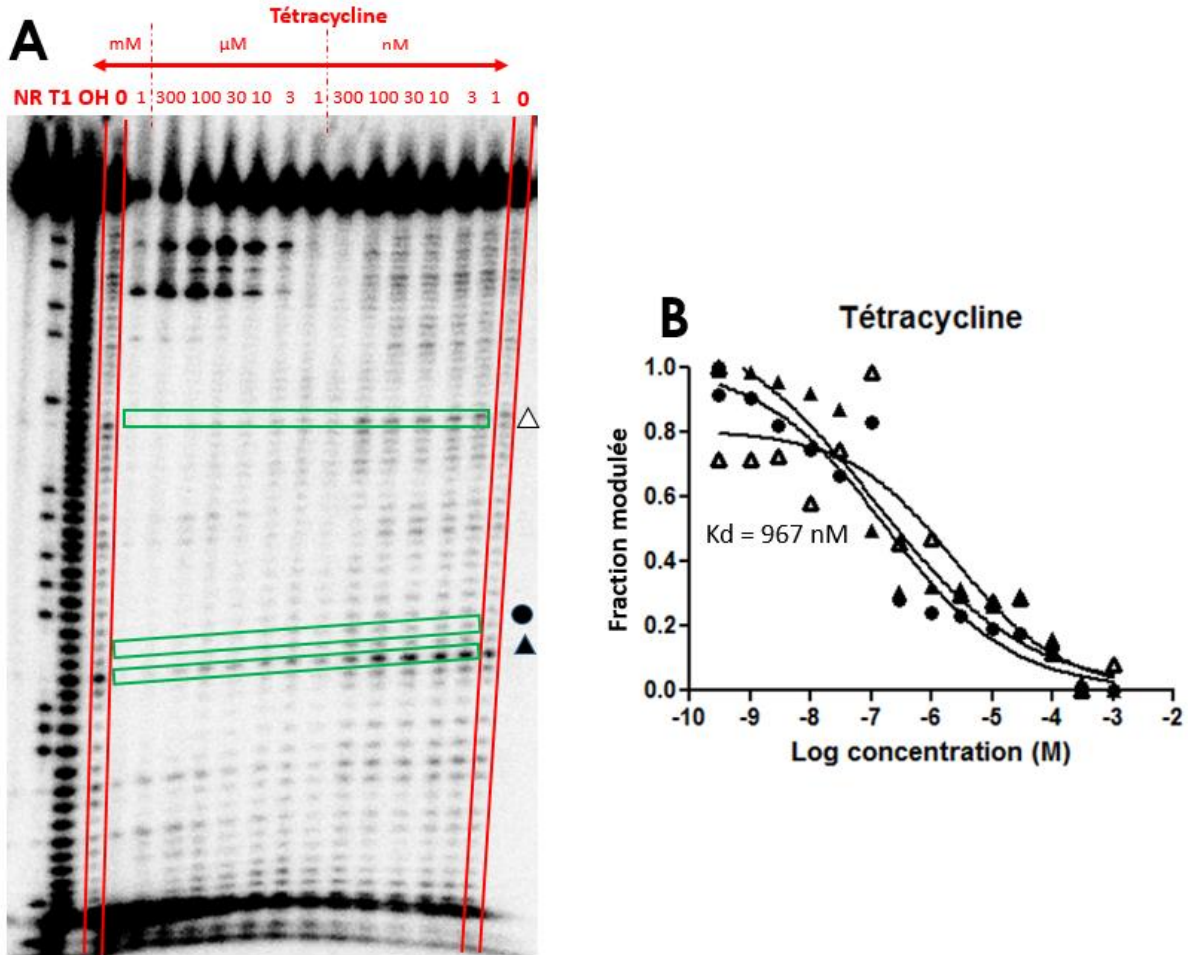 A
Tétracycline
mM µM nM
NR T1 OH 0 1 300 100 30 10 3 1 300 100 30 10 3 1 0
B
Tétracycline
Fraction modulée
1.0
0.8
0.6
0.4
0.2
0.0
Kd = 967 nM
-10 -9 -8 -7 -6 -5 -4 -3 -2
Log concentration (M)